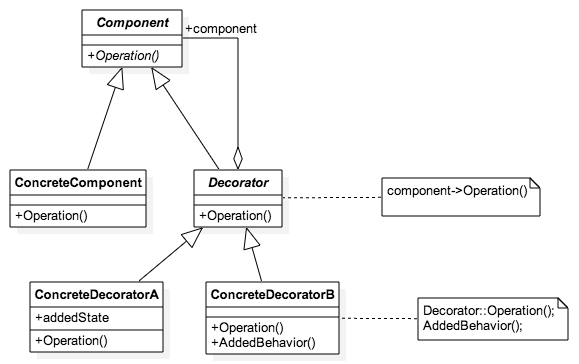 Component
+component
+Operation()
ConcreteComponent
Decorator
component->Operation()
+Operation()
+Operation()
ConcreteDecoratorA
ConcreteDecoratorB
+addedState
Decorator::Operation();
+Operation()
AddedBehavior();
+Operation()
+AddedBehavior()